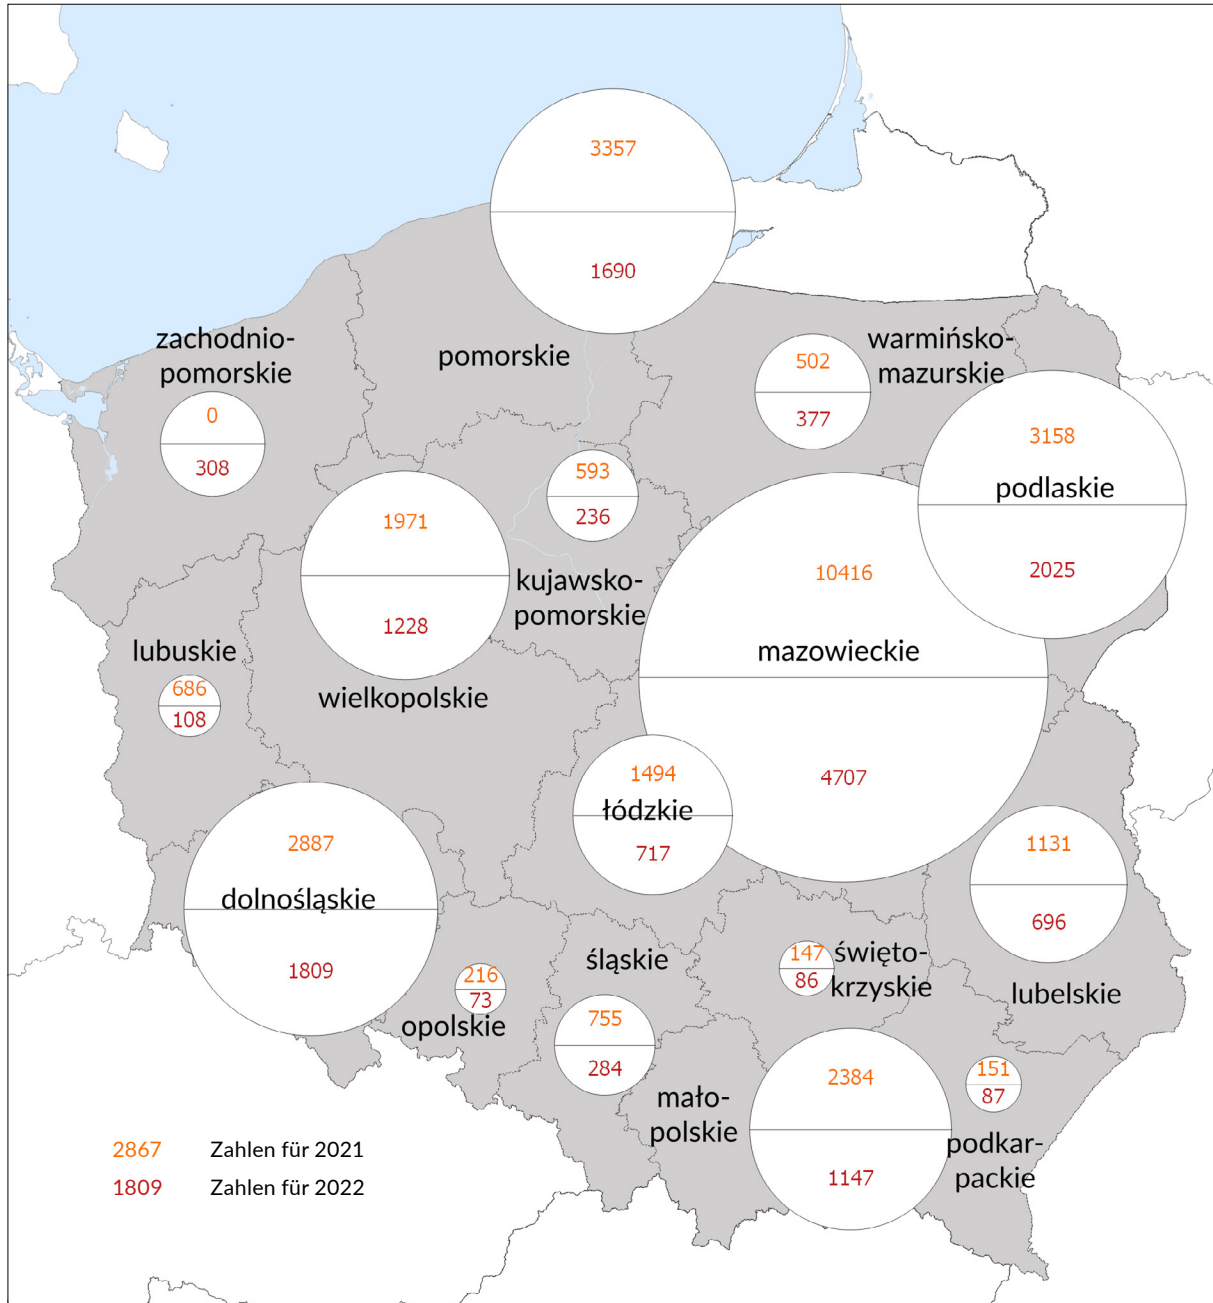 3357
1690
zachodnio-
pomorskie
0
308
pomorskie
502
377
warmińsko-
mazurskie
3158
podlaskie
2025
593
236
kujawsko-
pomorskie
1971
1228
wielkopolskie
10416
mazowieckie
4707
lubuskie
686
108
1494
łódzkie
717
2887
dolnośląskie
1809
1131
696
lubelskie
216
73
opolskie
śląskie
755
284
147
86
święto-
krzyskie
mało-
polskie
2384
1147
151
87
podkar-
packie
2867 Zahlen für 2021
1809 Zahlen für 2022